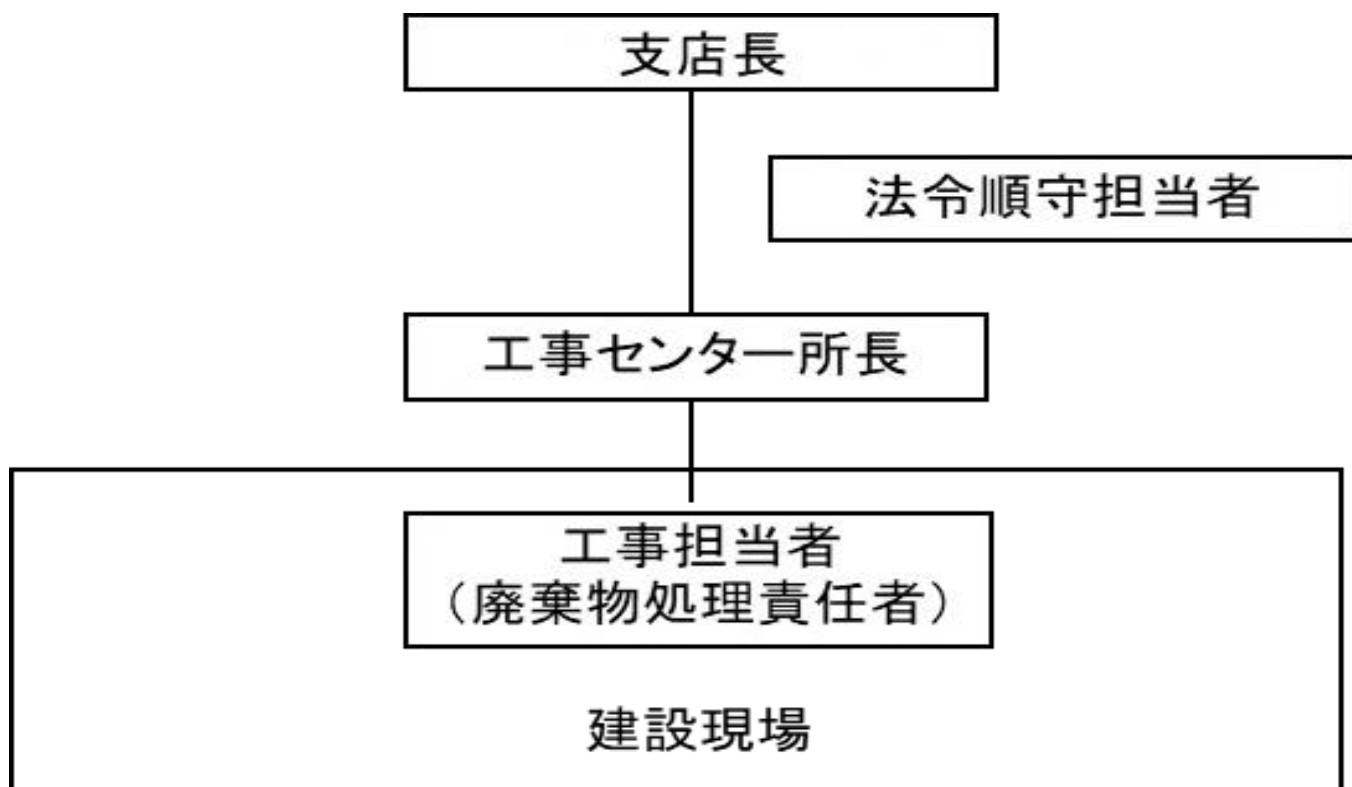 支店長
法令順守担当者
工事センター所長
工事担当者
（廃棄物処理責任者）
建設現場